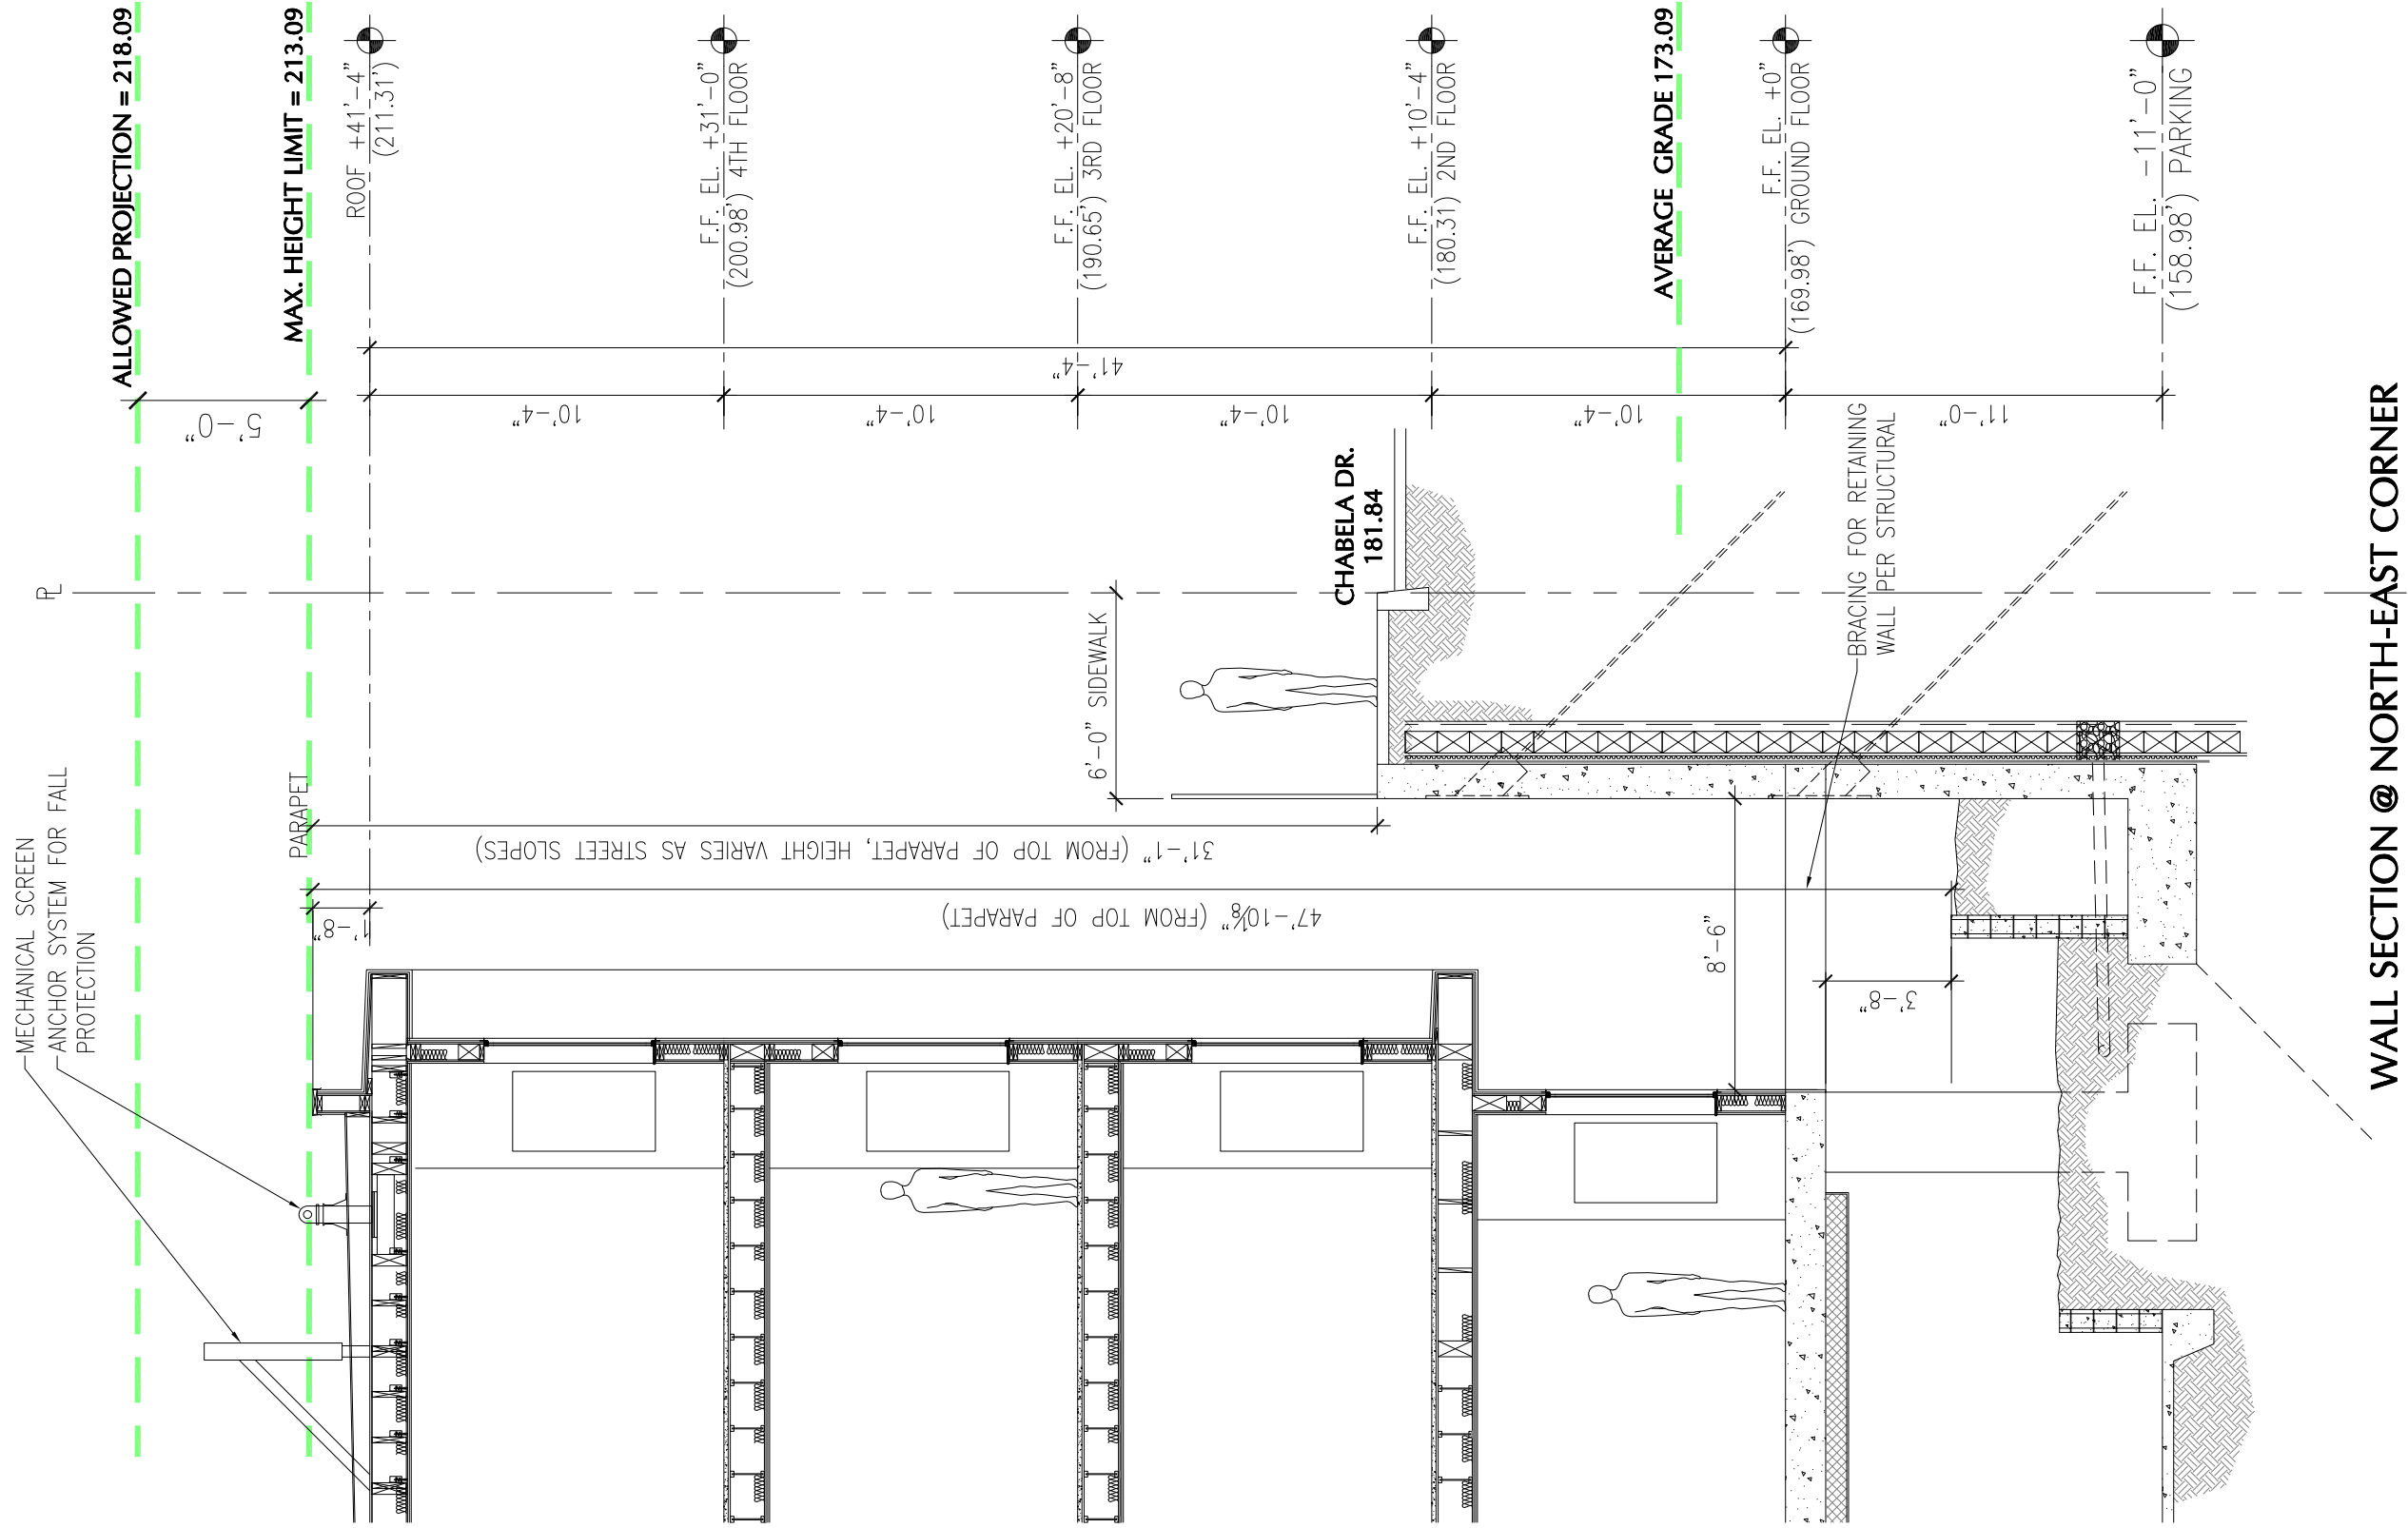 ALLOWED PROJECTION = 218.09
MAX. HEIGHT LIMIT = 213.09
ROOF +41'-4"
(211.31')
F.F. EL. +31'-0"
(200.98') 4TH FLOOR
F.F. EL. +20'-8"
(190.65') 3RD FLOOR
F.F. EL. +10'-4"
(180.31) 2ND FLOOR
AVERAGE GRADE 173.09
F.F. EL. +0"
(169.98') GROUND FLOOR
F.F. EL. -11'-0"
(158.98') PARKING
5'-0"
41'-4"
10'-4"
10'-4"
10'-4"
10'-4"
11'-0"
PL
CHABELA DR.
181.84
6'-0" SIDEWALK
BRACING FOR RETAINING
WALL PER STRUCTURAL
PARAPET
31'-1" (FROM TOP OF PARAPET, HEIGHT VARIES AS STREET SLOPES)
47'-10⅛" (FROM TOP OF PARAPET)
1'-8"
8'-6"
3'-8"
MECHANICAL SCREEN
ANCHOR SYSTEM FOR FALL
PROTECTION
WALL SECTION @ NORTH-EAST CORNER